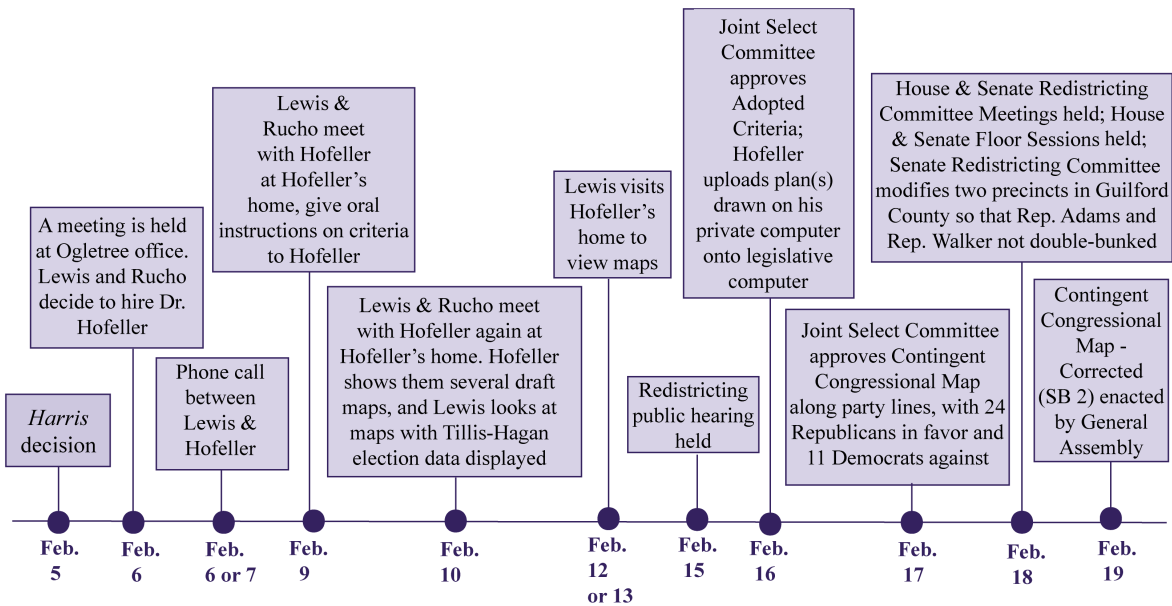 Harris
decision
Feb.
5
A meeting is held
at Ogletree office.
Lewis and Rucho
decide to hire Dr.
Hofeller
Feb.
6
Phone call
between
Lewis &
Hofeller
Feb.
6 or 7
Lewis &
Rucho meet
with Hofeller
at Hofeller’s
home, give oral
instructions on criteria
to Hofeller
Feb.
9
Lewis & Rucho meet
with Hofeller again at
Hofeller’s home. Hofeller
shows them several draft
maps, and Lewis looks at
maps with Tillis-Hagan
election data displayed
Feb.
10
Lewis visits
Hofeller’s
home to
view maps
Feb.
12
or 13
Redistricting
public hearing
held
Feb.
15
Joint Select
Committee
approves
Adopted
Criteria;
Hofeller
uploads plan(s)
drawn on his
private computer
onto legislative
computer
Feb.
16
Joint Select Committee
approves Contingent
Congressional Map
along party lines, with 24
Republicans in favor and
11 Democrats against
Feb.
17
House & Senate Redistricting
Committee Meetings held; House
& Senate Floor Sessions held;
Senate Redistricting Committee
modifies two precincts in Guilford
County so that Rep. Adams and
Rep. Walker not double-bunked
Feb.
18
Contingent
Congressional
Map -
Corrected
(SB 2) enacted
by General
Assembly
Feb.
19